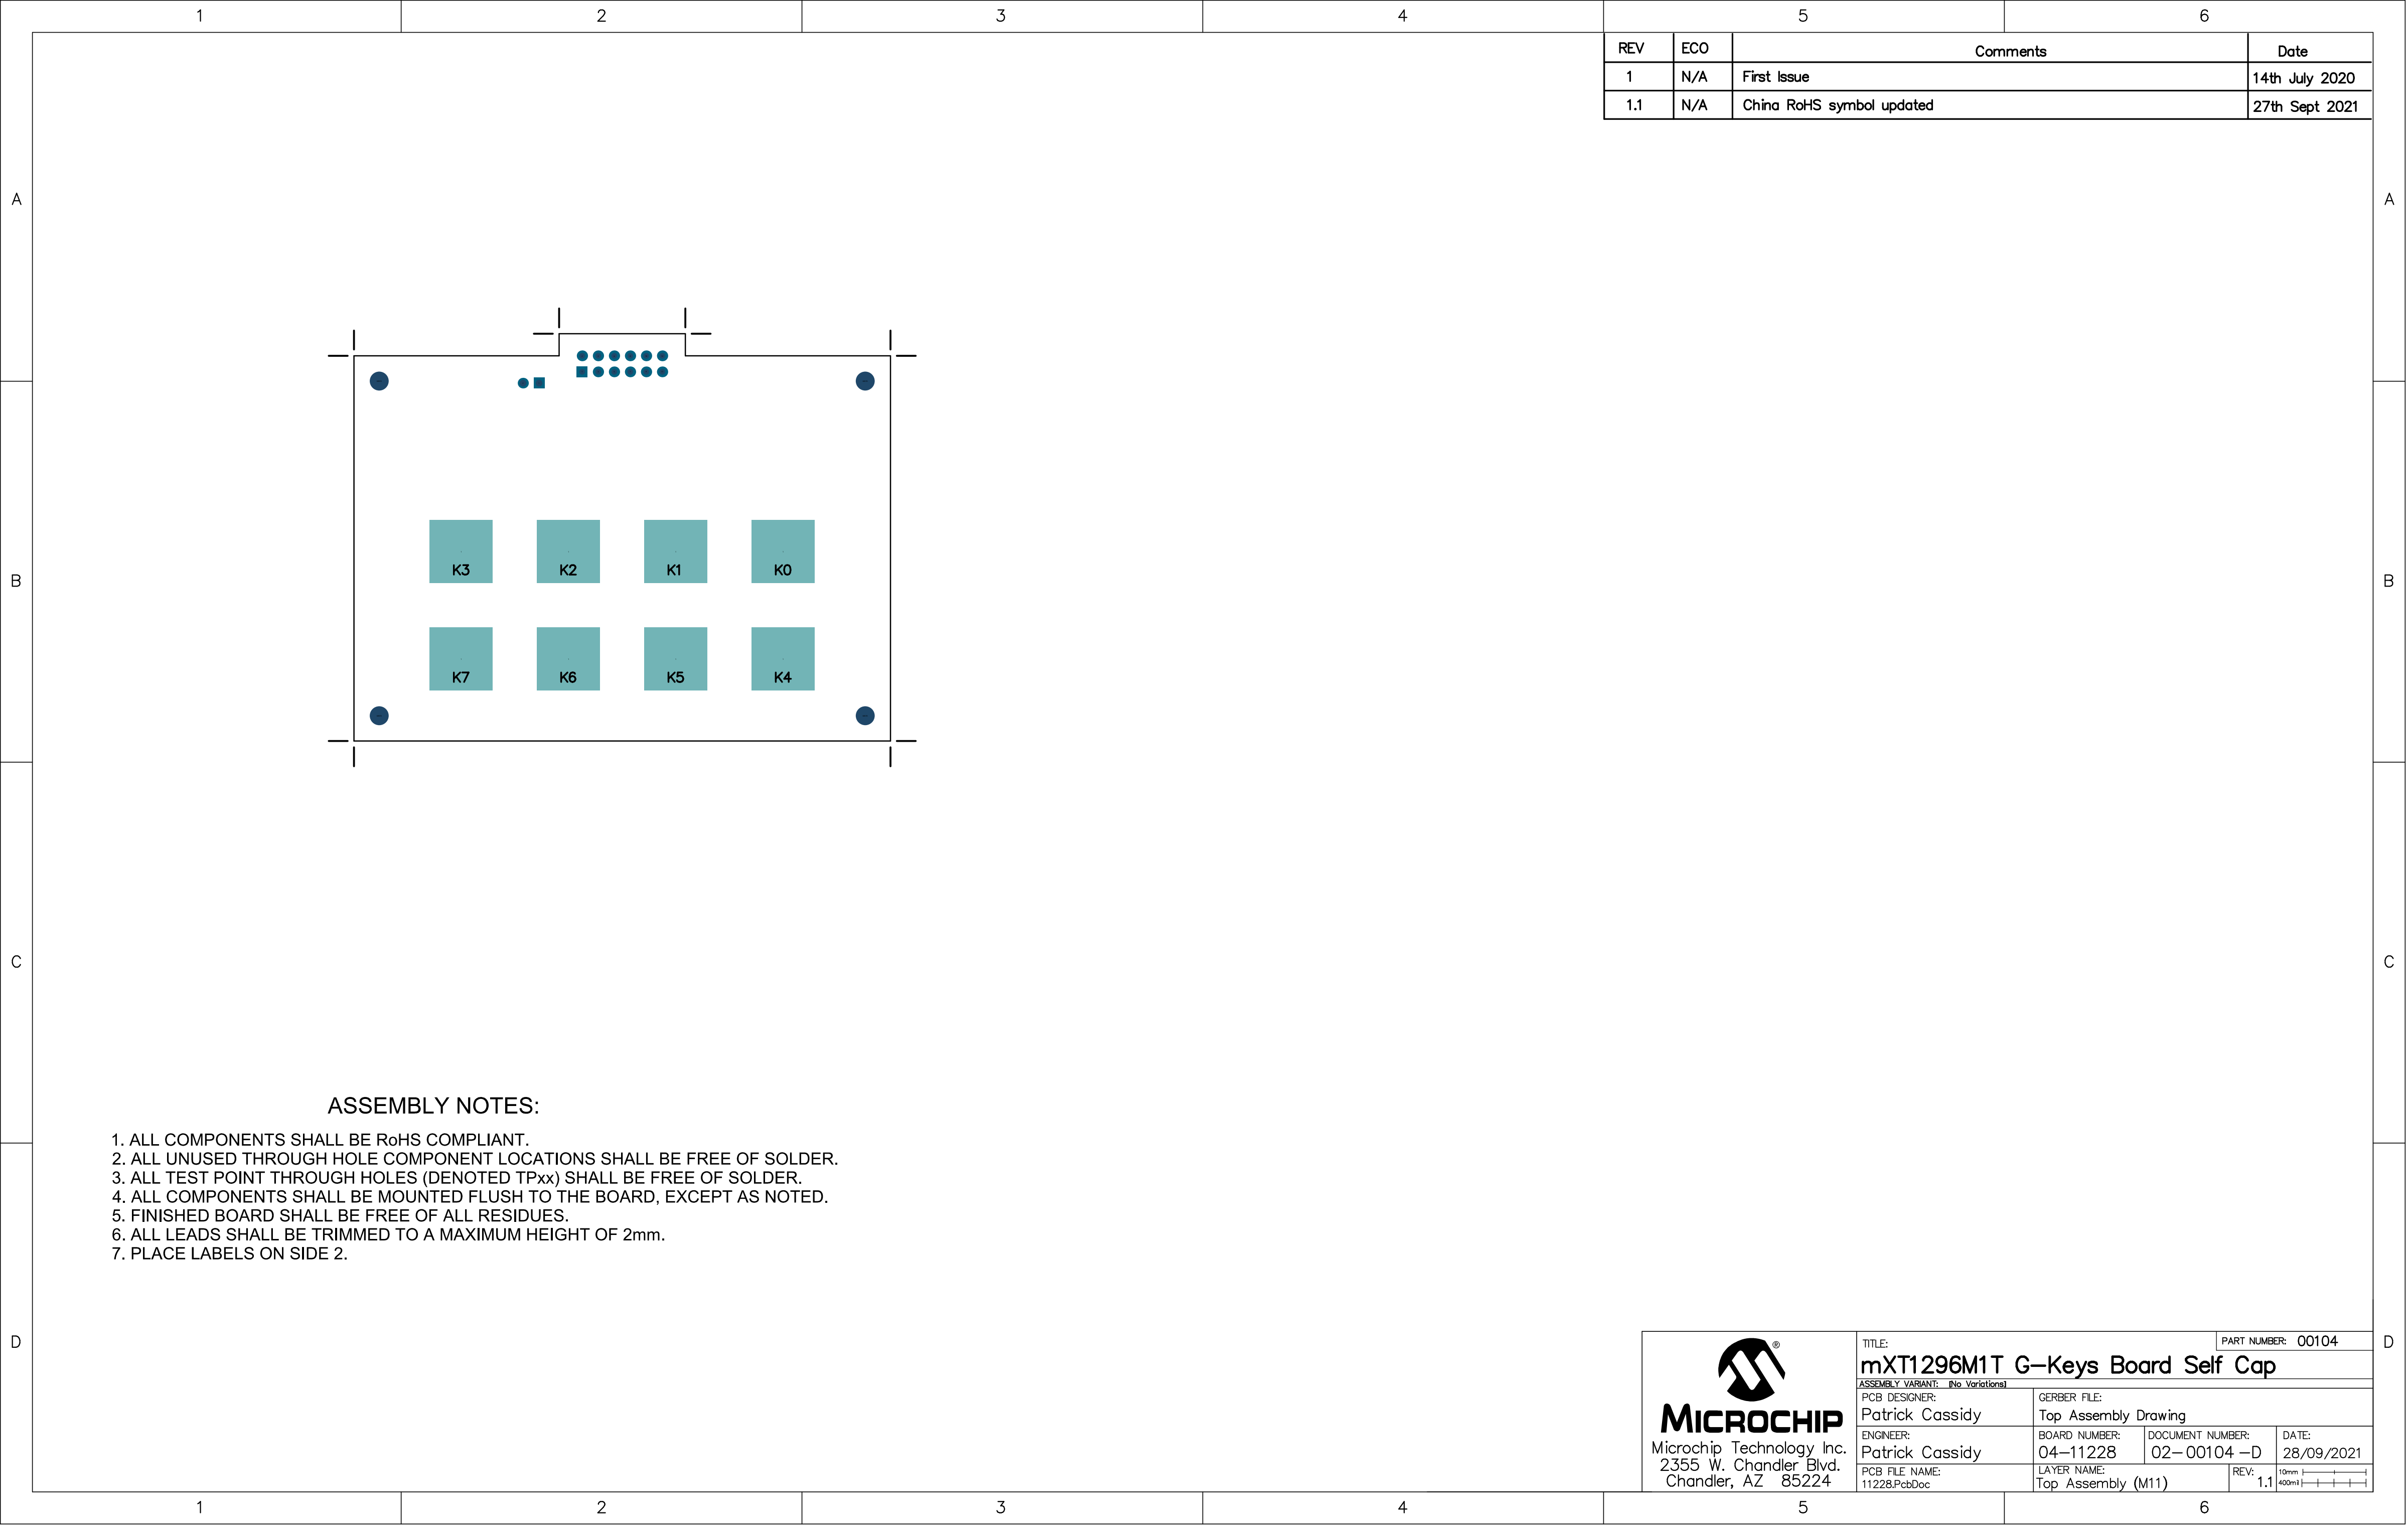 1 2 3 4 5 6
REV ECO Comments Date
1 N/A First Issue 14th July 2020
1.1 N/A China RoHS symbol updated 27th Sept 2021
A A
K3 K2 K1 K0
B B
K7 K6 K5 K4
C C
ASSEMBLY NOTES:
1. ALL COMPONENTS SHALL BE RoHS COMPLIANT.
2. ALL UNUSED THROUGH HOLE COMPONENT LOCATIONS SHALL BE FREE OF SOLDER.
3. ALL TEST POINT THROUGH HOLES (DENOTED TPxx) SHALL BE FREE OF SOLDER.
4. ALL COMPONENTS SHALL BE MOUNTED FLUSH TO THE BOARD, EXCEPT AS NOTED.
5. FINISHED BOARD SHALL BE FREE OF ALL RESIDUES.
6. ALL LEADS SHALL BE TRIMMED TO A MAXIMUM HEIGHT OF 2mm.
7. PLACE LABELS ON SIDE 2.
D D
®
MICROCHIP
Microchip Technology Inc.
2355 W. Chandler Blvd.
Chandler, AZ 85224
TITLE:
PART NUMBER: 00104
mXT1296M1T G-Keys Board Self Cap
ASSEMBLY VARIANT: [No Variations]
PCB DESIGNER:
Patrick Cassidy
GERBER FILE:
Top Assembly Drawing
ENGINEER:
Patrick Cassidy
BOARD NUMBER:
04-11228
DOCUMENT NUMBER:
02-00104-D
DATE:
28/09/2021
PCB FILE NAME:
11228.PcbDoc
LAYER NAME:
Top Assembly (M11)
REV:
1.1
10mm
400mil
1 2 3 4 5 6